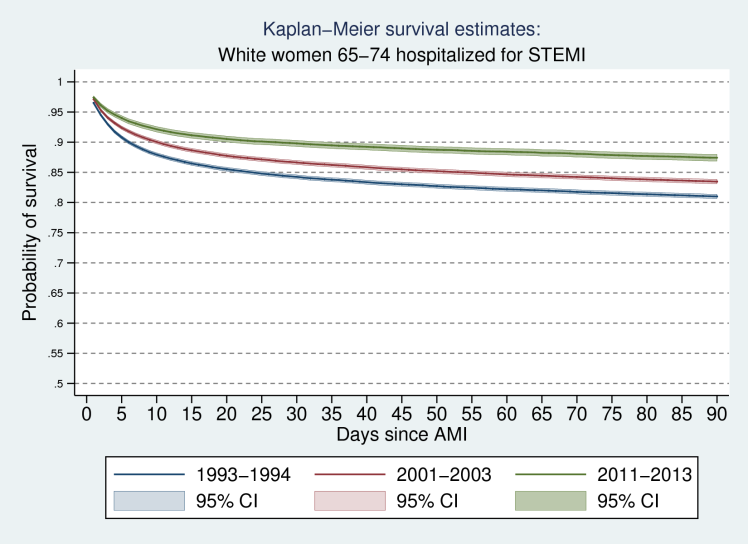 Kaplan−Meier survival estimates:
White women 65−74 hospitalized for STEMI
Probability of survival
1
.95
.9
.85
.8
.75
.7
.65
.6
.55
.5
0 5 10 15 20 25 30 35 40 45 50 55 60 65 70 75 80 85 90
Days since AMI
1993−1994 2001−2003 2011−2013
95% CI 95% CI 95% CI